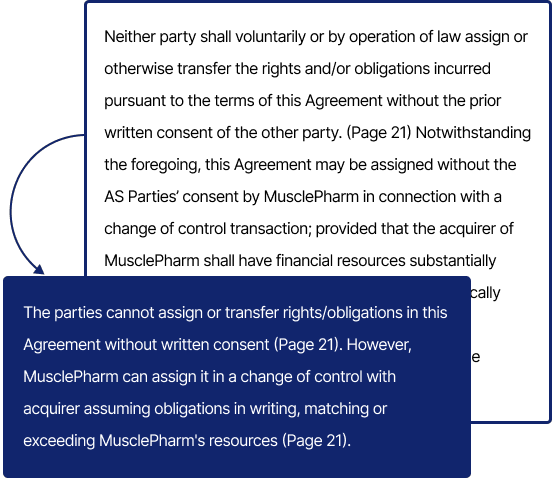 Neither party shall voluntarily or by operation of law assign or
otherwise transfer the rights and/or obligations incurred
pursuant to the terms of this Agreement without the prior
written consent of the other party. (Page 21) Notwithstanding
the foregoing, this Agreement may be assigned without the
AS Parties’ consent by MusclePharm in connection with a
change of control transaction; provided that the acquirer of
MusclePharm shall have financial resources substantially
The parties cannot assign or transfer rights/obligations in this
Agreement without written consent (Page 21). However,
MusclePharm can assign it in a change of control with
acquirer assuming obligations in writing, matching or
exceeding MusclePharm's resources (Page 21).